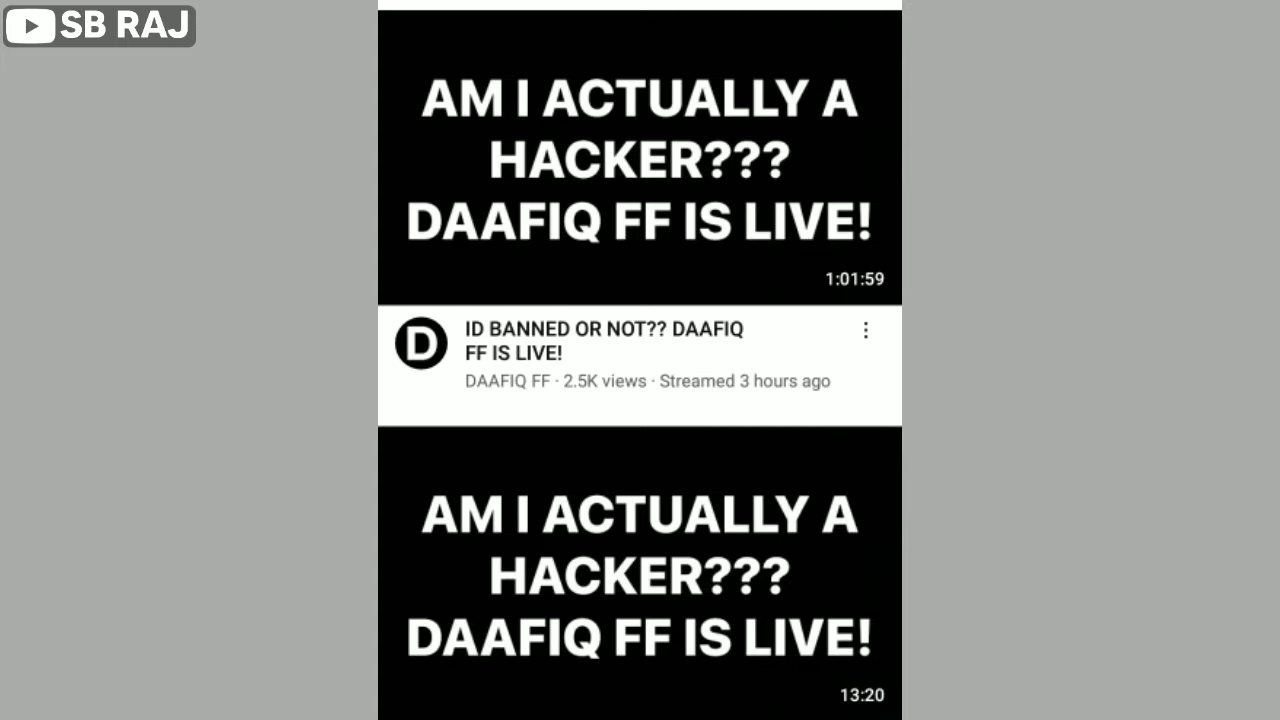 SB RAJ
AM I ACTUALLY A
HACKER???
DAAFIQ FF IS LIVE!
1:01:59
D
ID BANNED OR NOT?? DAAFIQ
FF IS LIVE!
DAAFIQ FF · 2.5K views · Streamed 3 hours ago
AM I ACTUALLY A
HACKER???
DAAFIQ FF IS LIVE!
13:20